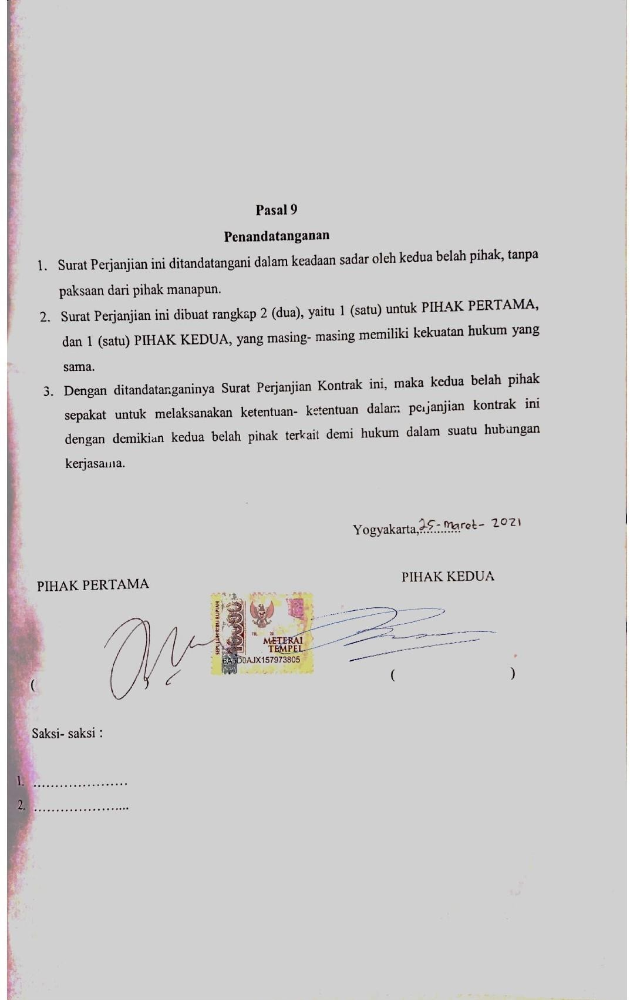 Pasal 9
Penandatanganan
1. Surat Perjanjian ini ditandatangani dalam keadaan sadar oleh kedua belah pihak, tanpa
paksaan dari pihak manapun.
2. Surat Perjanjian ini dibuat rangkap 2 (dua), yaitu 1 (satu) untuk PIHAK PERTAMA,
dan 1 (satu) PIHAK KEDUA, yang masing- masing memiliki kekuatan hukum yang
sama.
3. Dengan ditandatanganinya Surat Perjanjian Kontrak ini, maka kedua belah pihak
sepakat untuk melaksanakan ketentuan- ketentuan dalam perjanjian kontrak ini
dengan demikian kedua belah pihak terkait demi hukum dalam suatu hubungan
kerjasama.
Yogyakarta,25-Maret-2021
PIHAK PERTAMA
PIHAK KEDUA
SEPULUH RIBU RUPIAH
10000
TGL. 20
METERAI
TEMPEL
6A5D0AJX157973805
(
( )
Saksi- saksi :
1. .....................
2. .....................